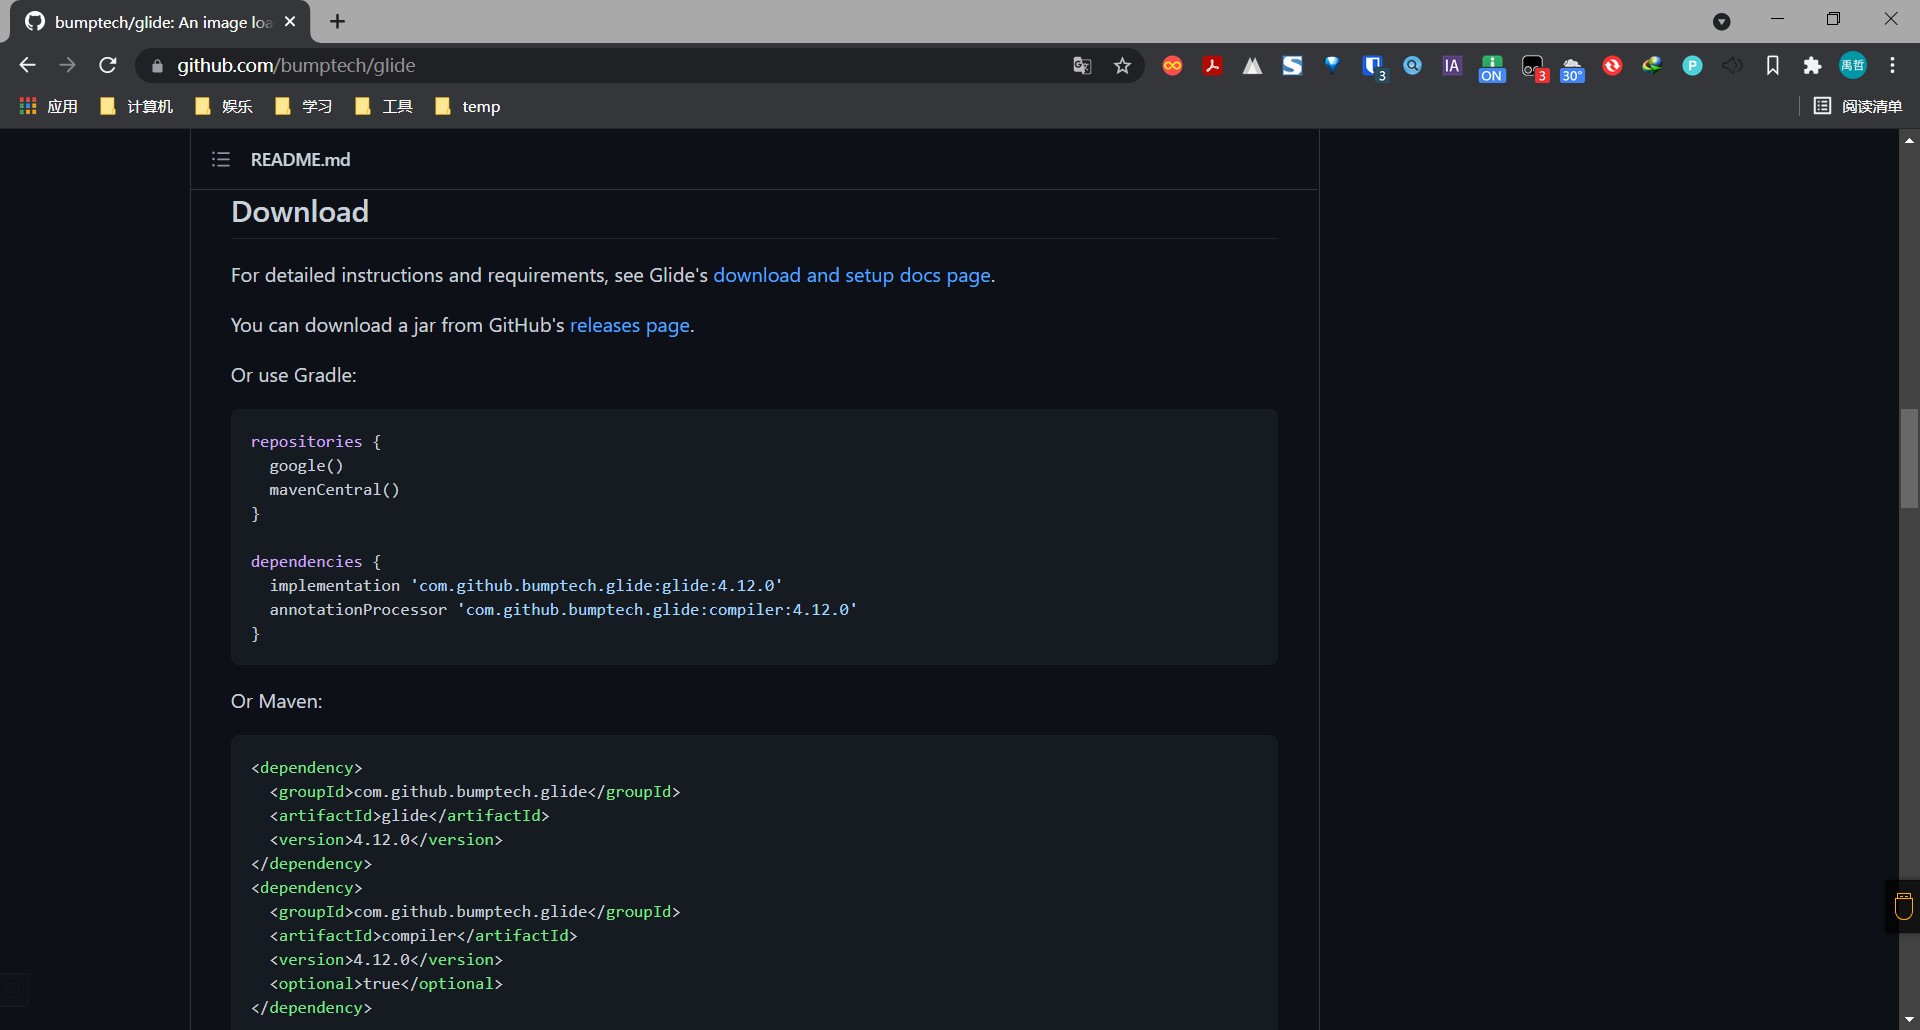 bumptech/glide: An image loa
github.com/bumptech/glide
3
IA
ON
3
30°
P
禹哲
应用
计算机
娱乐
学习
工具
temp
阅读清单
README.md
Download
For detailed instructions and requirements, see Glide's download and setup docs page.
You can download a jar from GitHub's releases page.
Or use Gradle:
repositories {
  google()
  mavenCentral()
}
dependencies {
  implementation 'com.github.bumptech.glide:glide:4.12.0'
  annotationProcessor 'com.github.bumptech.glide:compiler:4.12.0'
}
Or Maven:
<dependency>
  <groupId>com.github.bumptech.glide</groupId>
  <artifactId>glide</artifactId>
  <version>4.12.0</version>
</dependency>
<dependency>
  <groupId>com.github.bumptech.glide</groupId>
  <artifactId>compiler</artifactId>
  <version>4.12.0</version>
  <optional>true</optional>
</dependency>